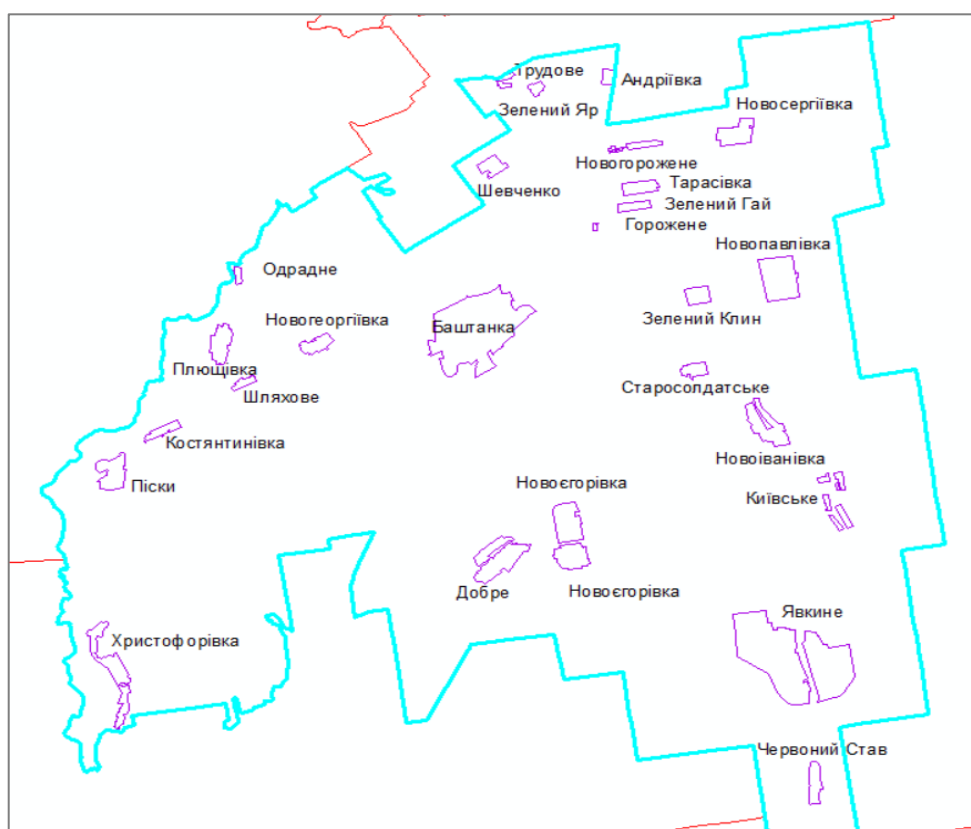 Трудове
Андріївка
Зелений Яр
Новосергіївка
Новогорожене
Шевченко
Тарасівка
Зелений Гай
Горожене
Новопавлівка
Одрадне
Новогеоргіївка
Баштанка
Зелений Клин
Плющівка
Шляхове
Старосолдатське
Костянтинівка
Новоіванівка
Піски
Новоєгорівка
Київське
Добре
Новоєгорівка
Явкине
Христофорівка
Червоний Став